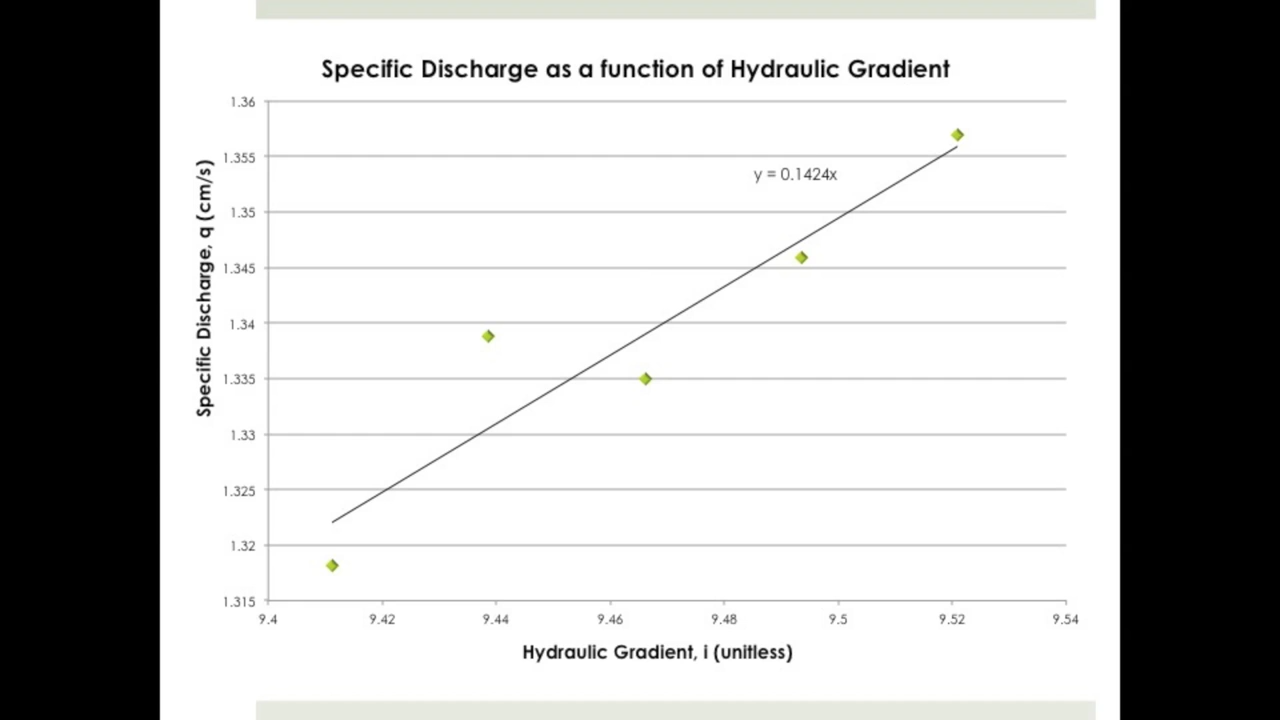 Specific Discharge as a function of Hydraulic Gradient
1.36
1.355
1.35
1.345
1.34
1.335
1.33
1.325
1.32
1.315
Specific Discharge, q (cm/s)
y = 0.1424x
9.4 9.42 9.44 9.46 9.48 9.5 9.52 9.54
Hydraulic Gradient, i (unitless)